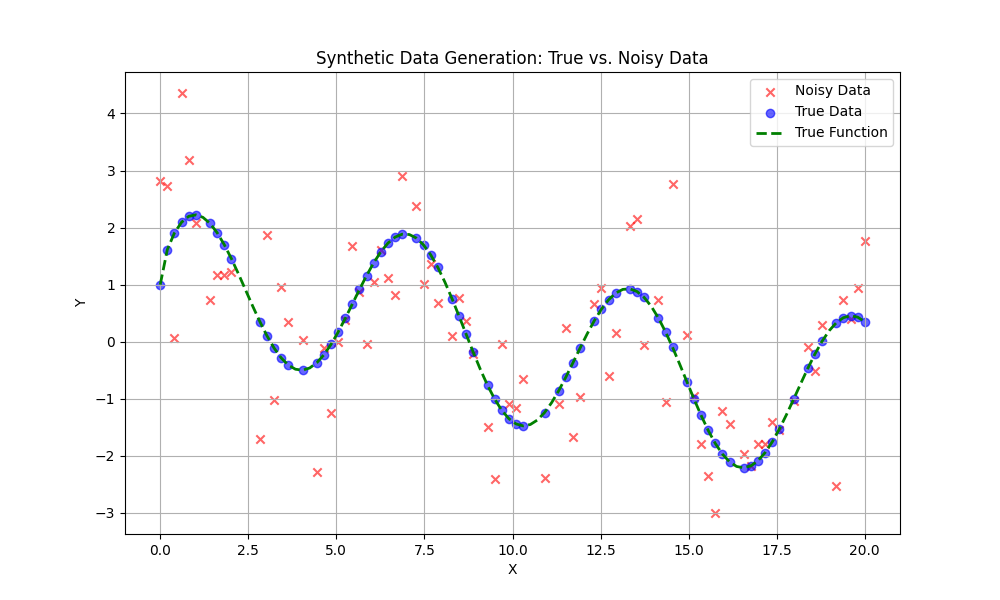 Synthetic Data Generation: True vs. Noisy Data
Noisy Data
True Data
True Function
4
3
2
1
0
−1
−2
−3
Y
0.0 2.5 5.0 7.5 10.0 12.5 15.0 17.5 20.0
X